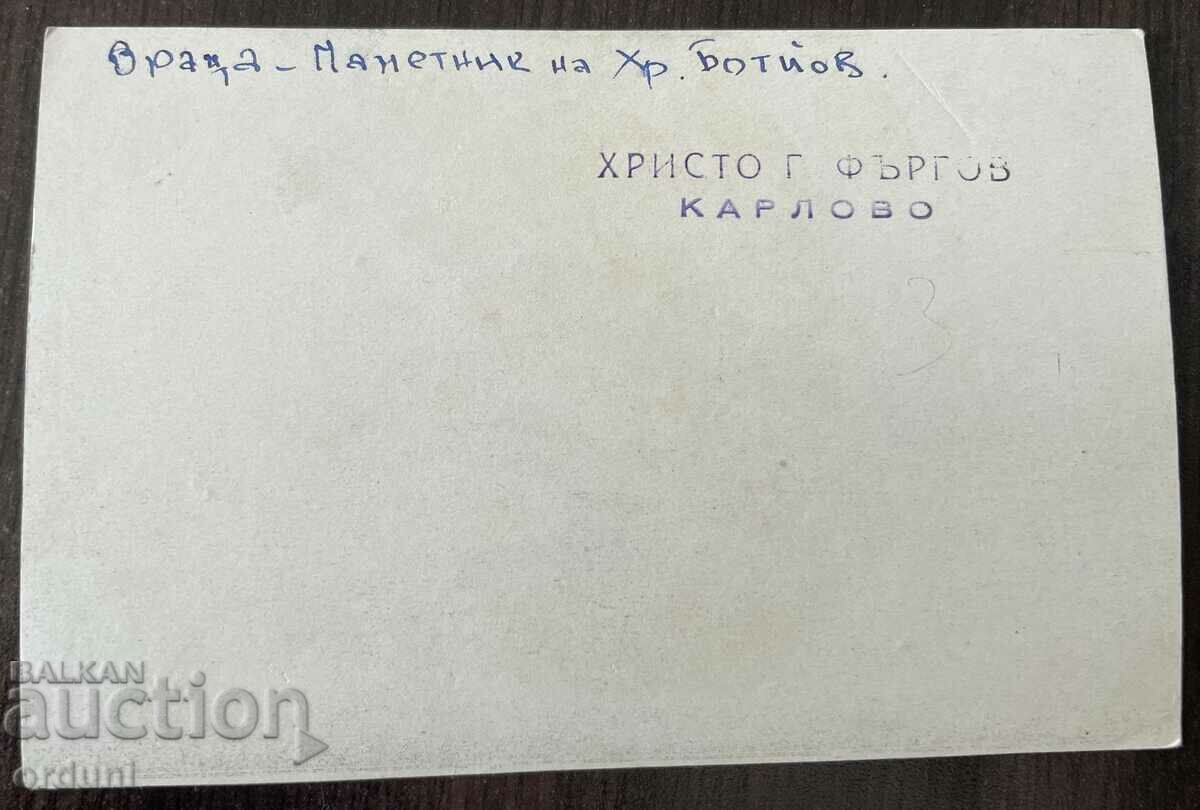 Враца - Паметник на Хр. Ботйов.
ХРИСТО Г. ФЪРГОВ
КАРЛОВО
3
BALKAN
auction
orduni